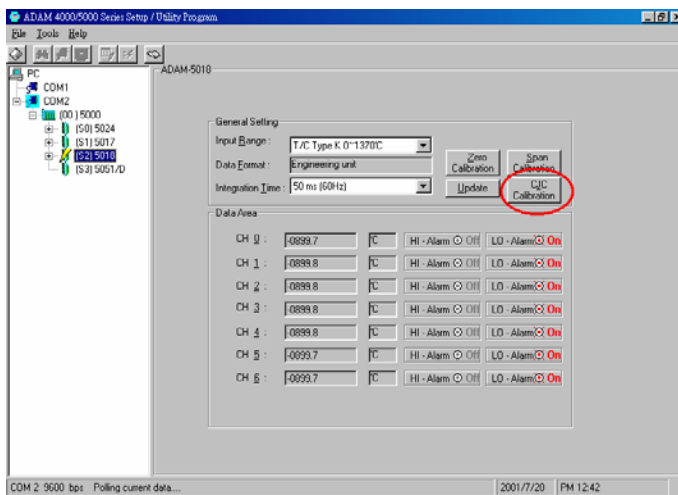 ADAM 4000/5000 Series Setup / Utility Program
File Tools Help
PC
COM1
COM2
(00 ) 5000
(S0) 5024
(S1) 5017
(S2) 5018
(S3) 5051/D
ADAM-5018
General Setting
Input Range : T/C Type K 0~1370℃
Data Format : Engineering unit
Integration Time : 50 ms (60Hz)
Zero Calibration
Span Calibration
Update
CJC Calibration
Data Area
CH 0 : -0899.7 ℃ HI - Alarm Off LO - Alarm On
CH 1 : -0899.8 ℃ HI - Alarm Off LO - Alarm On
CH 2 : -0899.8 ℃ HI - Alarm Off LO - Alarm On
CH 3 : -0899.8 ℃ HI - Alarm Off LO - Alarm On
CH 4 : -0899.8 ℃ HI - Alarm Off LO - Alarm On
CH 5 : -0899.7 ℃ HI - Alarm Off LO - Alarm On
CH 6 : -0899.7 ℃ HI - Alarm Off LO - Alarm On
COM 2 9600 bps Polling current data....
2001/7/20 PM 12:42